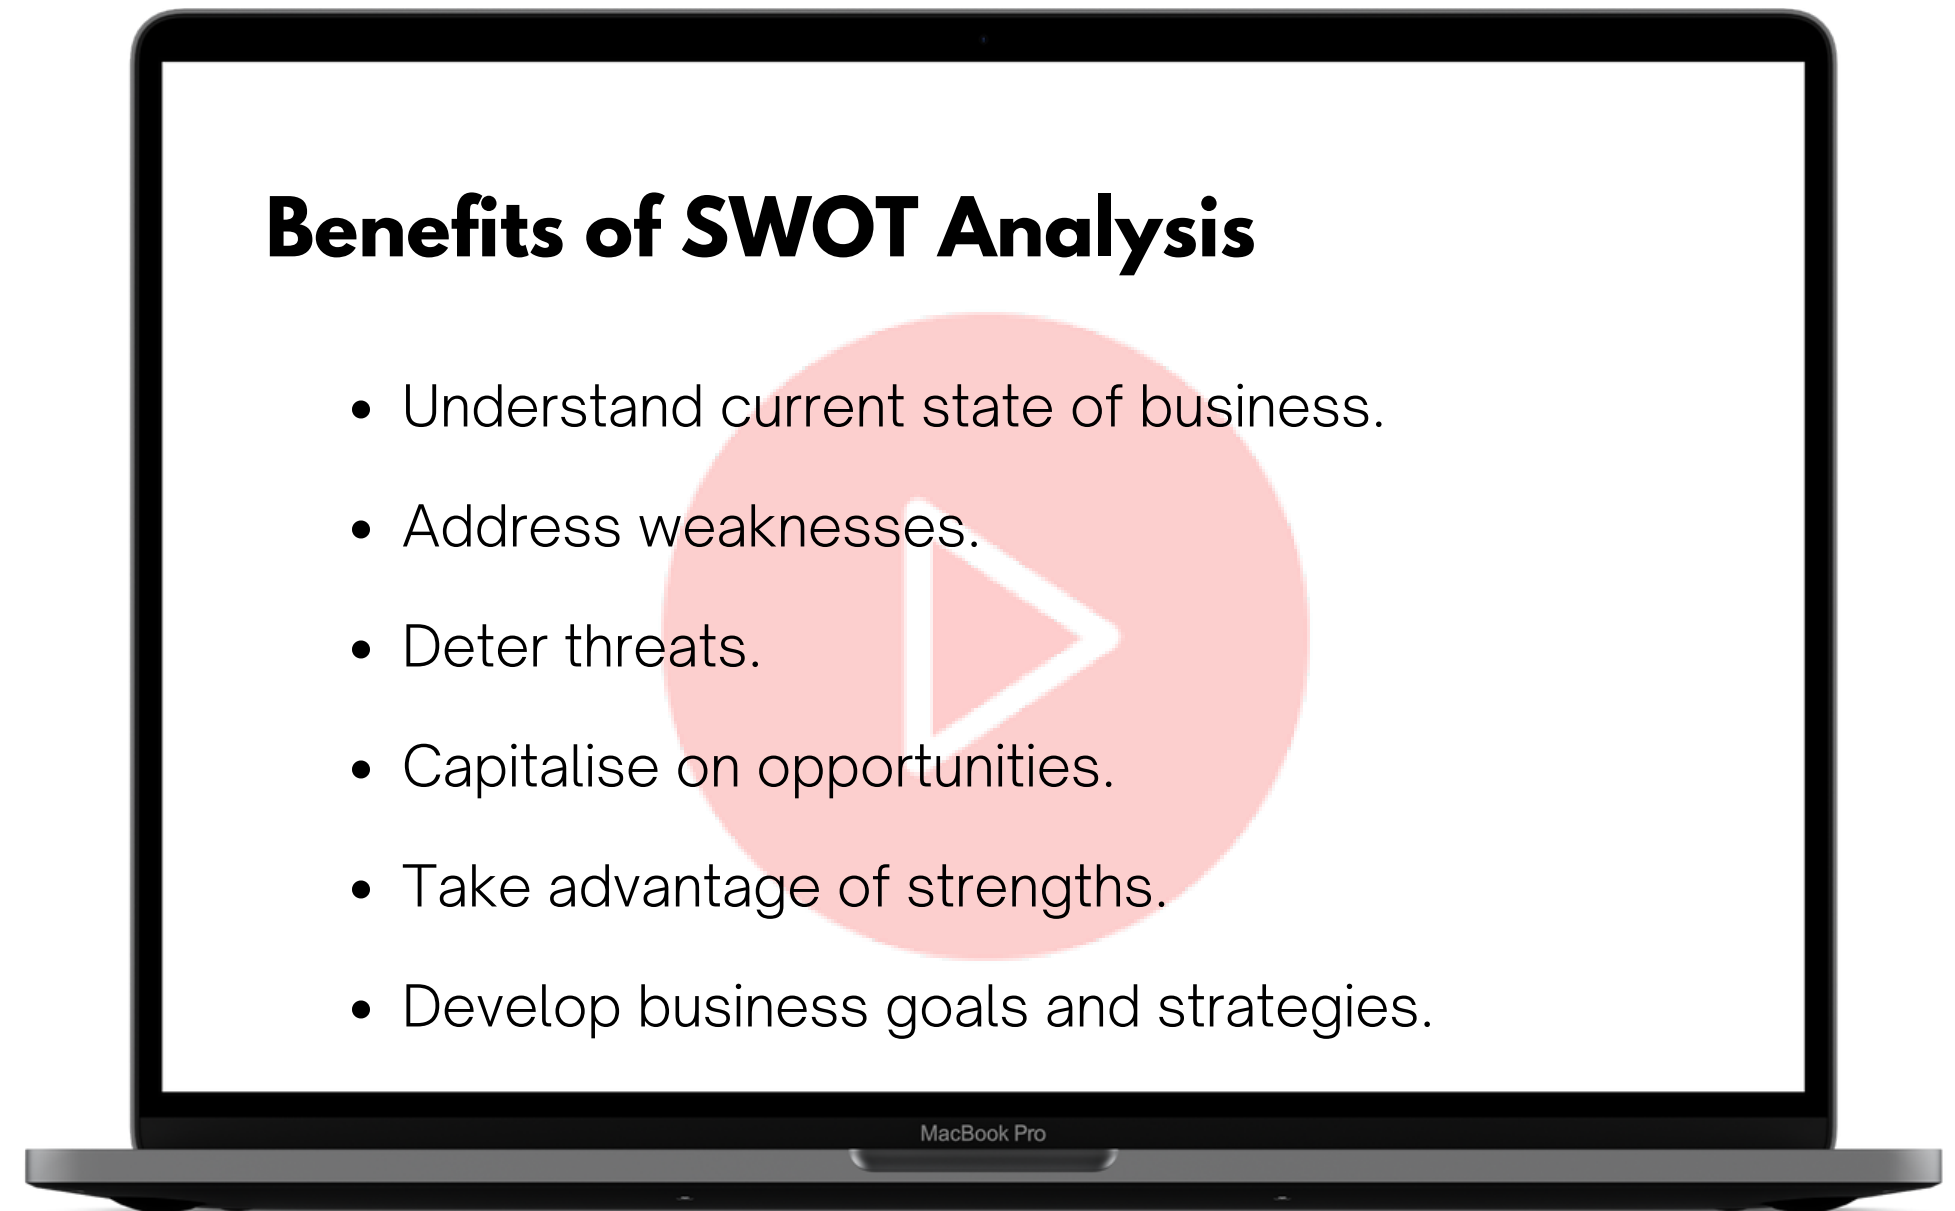 Benefits of SWOT Analysis
• Understand current state of business.
• Address weaknesses.
• Deter threats.
• Capitalise on opportunities.
• Take advantage of strengths.
• Develop business goals and strategies.
MacBook Pro